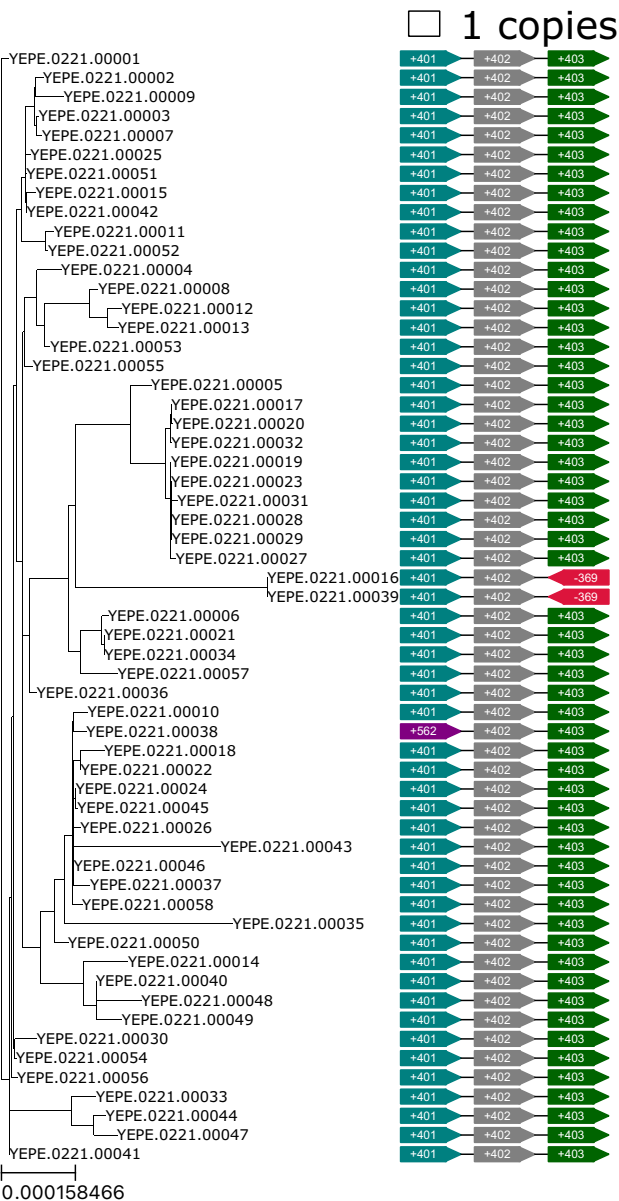 1 copies
YEPE.0221.00001 +401 +402 +403
YEPE.0221.00002 +401 +402 +403
YEPE.0221.00009 +401 +402 +403
YEPE.0221.00003 +401 +402 +403
YEPE.0221.00007 +401 +402 +403
YEPE.0221.00025 +401 +402 +403
YEPE.0221.00051 +401 +402 +403
YEPE.0221.00015 +401 +402 +403
YEPE.0221.00042 +401 +402 +403
YEPE.0221.00011 +401 +402 +403
YEPE.0221.00052 +401 +402 +403
YEPE.0221.00004 +401 +402 +403
YEPE.0221.00008 +401 +402 +403
YEPE.0221.00012 +401 +402 +403
YEPE.0221.00013 +401 +402 +403
YEPE.0221.00053 +401 +402 +403
YEPE.0221.00055 +401 +402 +403
YEPE.0221.00005 +401 +402 +403
YEPE.0221.00017 +401 +402 +403
YEPE.0221.00020 +401 +402 +403
YEPE.0221.00032 +401 +402 +403
YEPE.0221.00019 +401 +402 +403
YEPE.0221.00023 +401 +402 +403
YEPE.0221.00031 +401 +402 +403
YEPE.0221.00028 +401 +402 +403
YEPE.0221.00029 +401 +402 +403
YEPE.0221.00027 +401 +402 +403
YEPE.0221.00016 +401 +402 -369
YEPE.0221.00039 +401 +402 -369
YEPE.0221.00006 +401 +402 +403
YEPE.0221.00021 +401 +402 +403
YEPE.0221.00034 +401 +402 +403
YEPE.0221.00057 +401 +402 +403
YEPE.0221.00036 +401 +402 +403
YEPE.0221.00010 +401 +402 +403
YEPE.0221.00038 +562 +402 +403
YEPE.0221.00018 +401 +402 +403
YEPE.0221.00022 +401 +402 +403
YEPE.0221.00024 +401 +402 +403
YEPE.0221.00045 +401 +402 +403
YEPE.0221.00026 +401 +402 +403
YEPE.0221.00043 +401 +402 +403
YEPE.0221.00046 +401 +402 +403
YEPE.0221.00037 +401 +402 +403
YEPE.0221.00058 +401 +402 +403
YEPE.0221.00035 +401 +402 +403
YEPE.0221.00050 +401 +402 +403
YEPE.0221.00014 +401 +402 +403
YEPE.0221.00040 +401 +402 +403
YEPE.0221.00048 +401 +402 +403
YEPE.0221.00049 +401 +402 +403
YEPE.0221.00030 +401 +402 +403
YEPE.0221.00054 +401 +402 +403
YEPE.0221.00056 +401 +402 +403
YEPE.0221.00033 +401 +402 +403
YEPE.0221.00044 +401 +402 +403
YEPE.0221.00047 +401 +402 +403
YEPE.0221.00041 +401 +402 +403
0.000158466